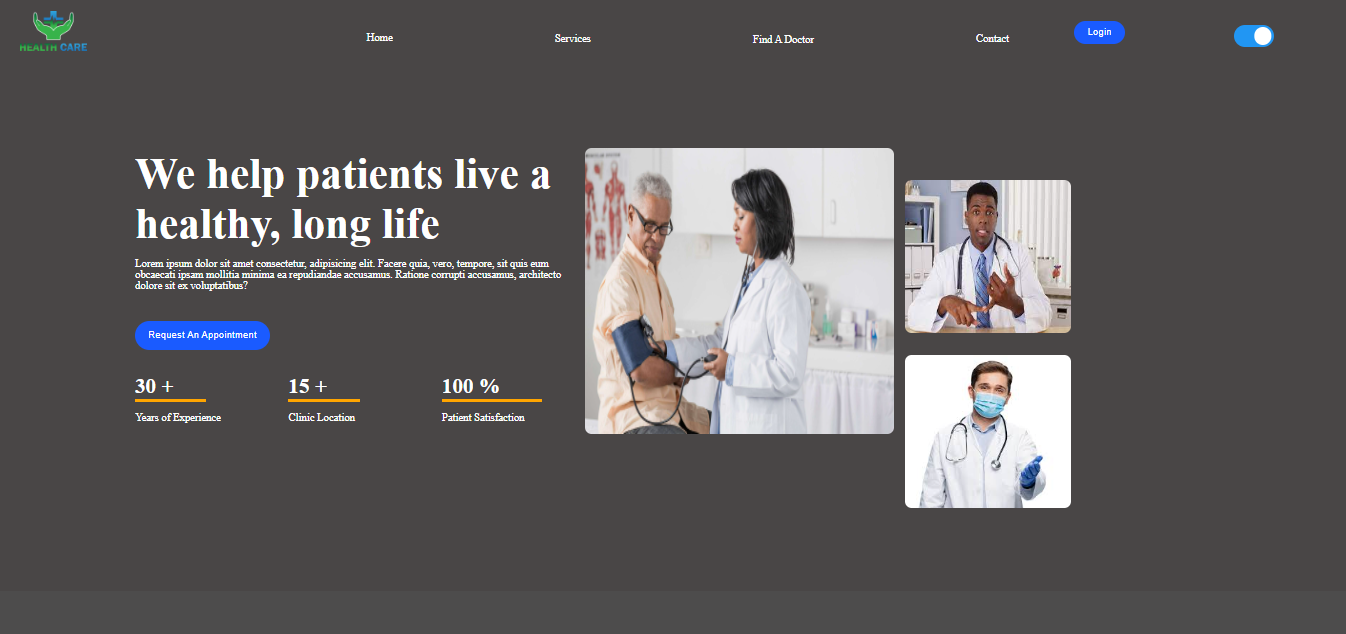 HEALTH CARE
Home
Services
Find A Doctor
Contact
Login
We help patients live a
healthy, long life
Lorem ipsum dolor sit amet consectetur, adipisicing elit. Facere quia, vero, tempore, sit quis eum
obcaecati ipsam mollitia minima ea repudiandae accusamus. Ratione corrupti accusamus, architecto
dolore sit ex voluptatibus?
Request An Appointment
30 +
15 +
100 %
Years of Experience
Clinic Location
Patient Satisfaction